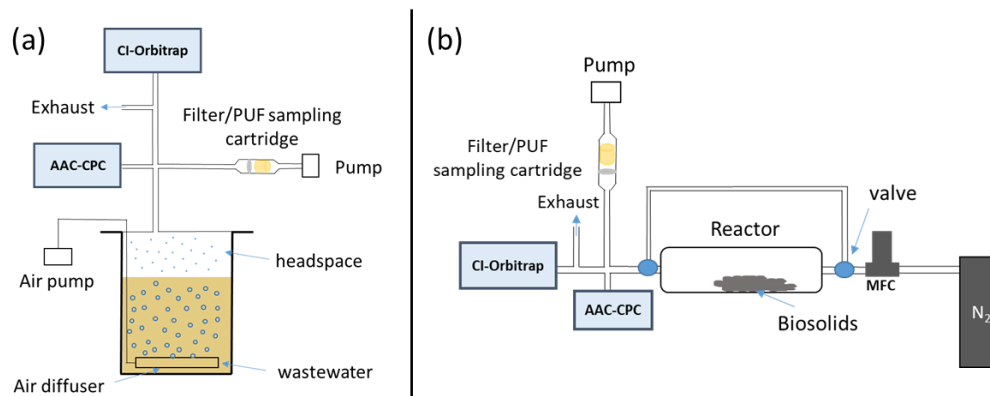 (a)
CI-Orbitrap
Exhaust
Filter/PUF sampling
cartridge
AAC-CPC
Pump
Air pump
headspace
Air diffuser
wastewater
(b)
Pump
Filter/PUF
sampling cartridge
Exhaust
valve
Reactor
CI-Orbitrap
MFC
AAC-CPC
Biosolids
N₂